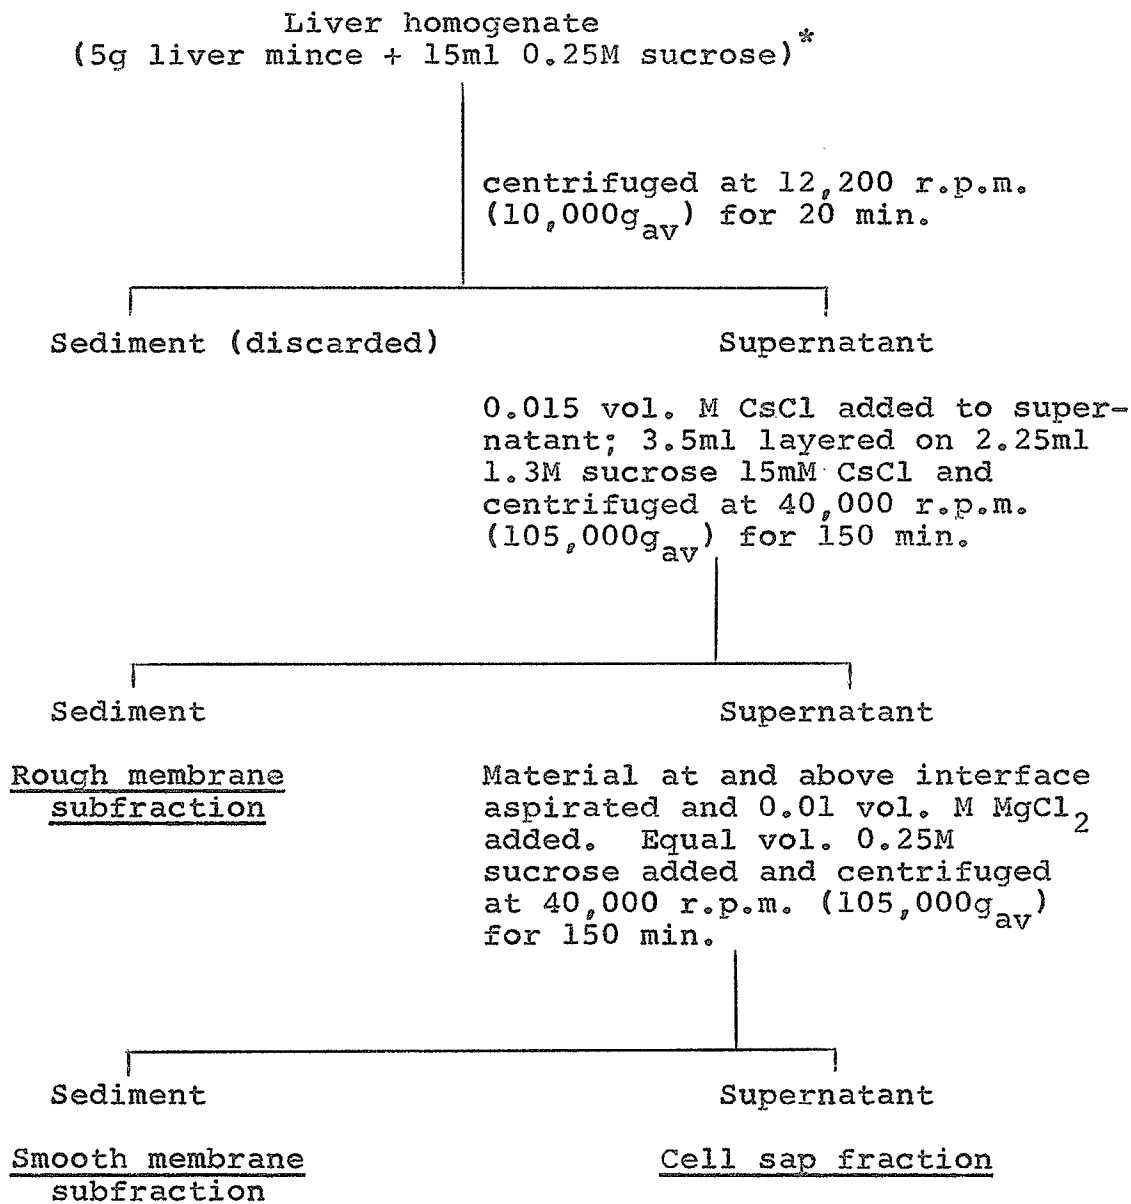 Liver homogenate
(5g liver mince + 15ml 0.25M sucrose)*
centrifuged at 12,200 r.p.m.
(10,000g_av) for 20 min.
Sediment (discarded)
Supernatant
0.015 vol. M CsCl added to super-
natant; 3.5ml layered on 2.25ml
1.3M sucrose 15mM CsCl and
centrifuged at 40,000 r.p.m.
(105,000g_av) for 150 min.
Sediment
Supernatant
Rough membrane
subfraction
Material at and above interface
aspirated and 0.01 vol. M MgCl2
added. Equal vol. 0.25M
sucrose added and centrifuged
at 40,000 r.p.m. (105,000g_av)
for 150 min.
Sediment
Supernatant
Smooth membrane
subfraction
Cell sap fraction